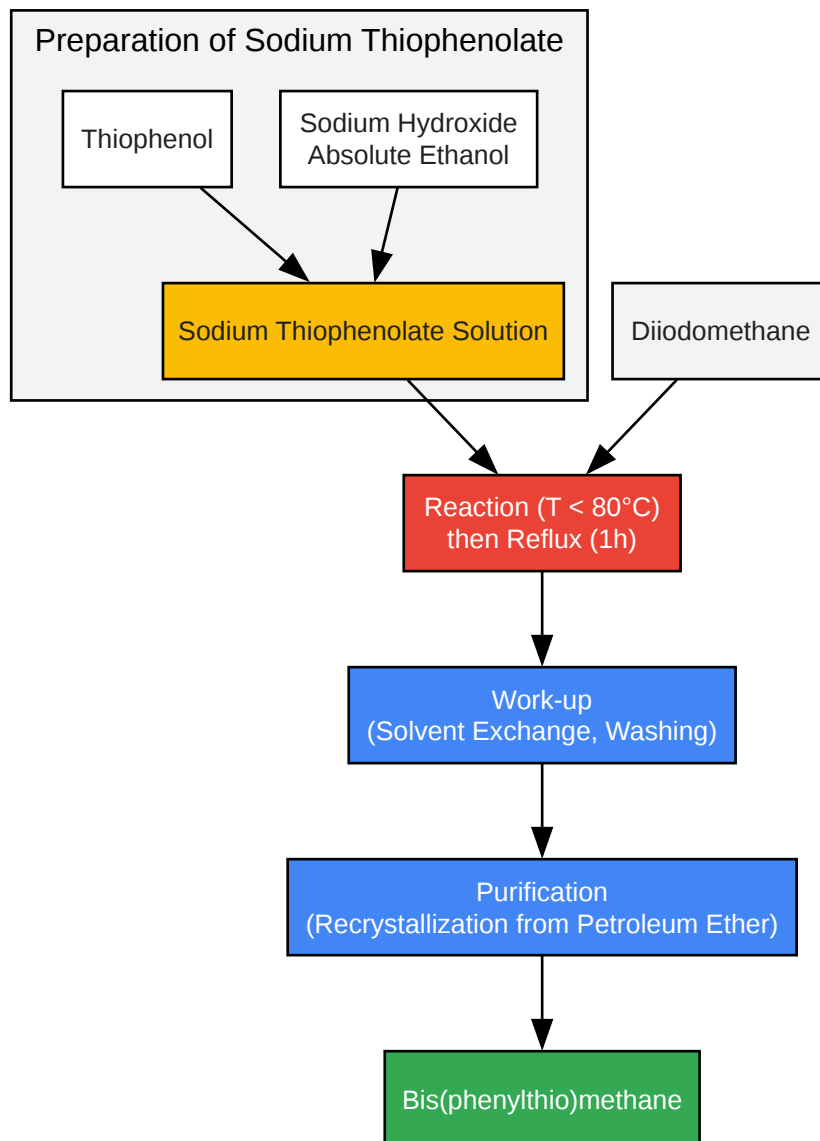 Preparation of Sodium Thiophenolate
Thiophenol
Sodium Hydroxide
Absolute Ethanol
Sodium Thiophenolate Solution
Diiodomethane
Reaction (T < 80°C)
then Reflux (1h)
Work-up
(Solvent Exchange, Washing)
Purification
(Recrystallization from Petroleum Ether)
Bis(phenylthio)methane